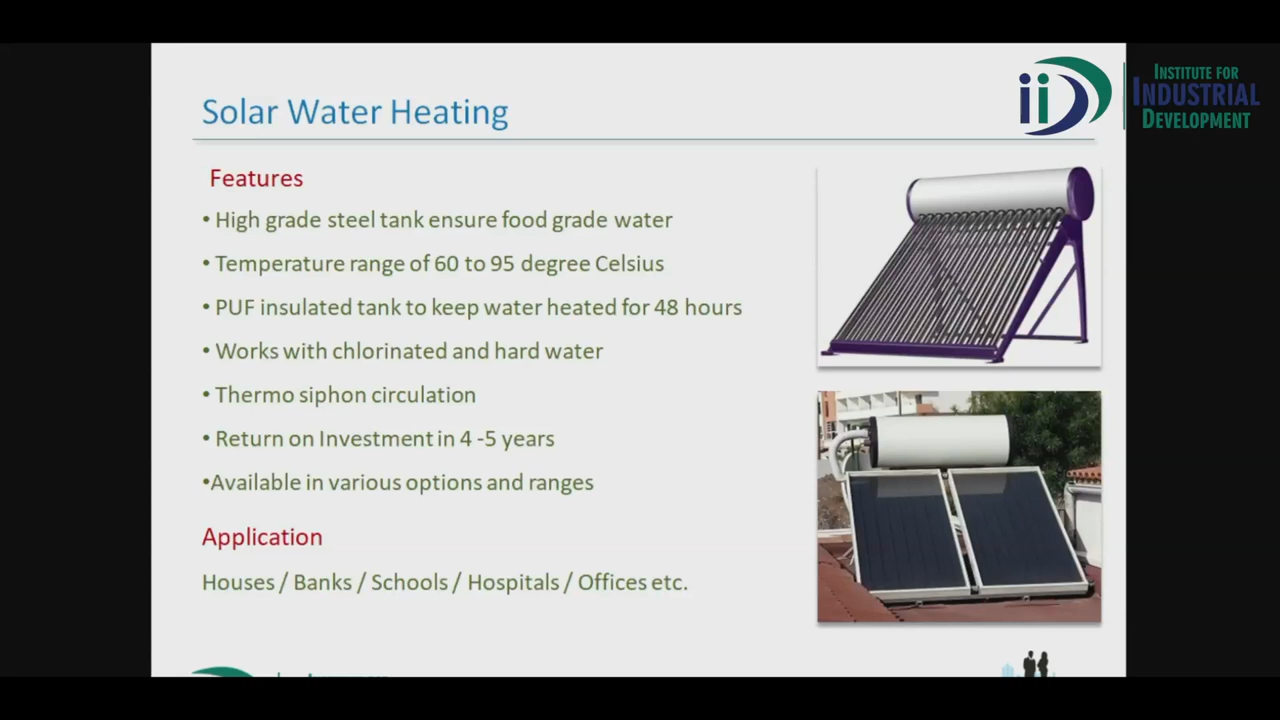 Solar Water Heating
INSTITUTE FOR
INDUSTRIAL
DEVELOPMENT
iiD
Features
• High grade steel tank ensure food grade water
• Temperature range of 60 to 95 degree Celsius
• PUF insulated tank to keep water heated for 48 hours
• Works with chlorinated and hard water
• Thermo siphon circulation
• Return on Investment in 4 -5 years
•Available in various options and ranges
Application
Houses / Banks / Schools / Hospitals / Offices etc.